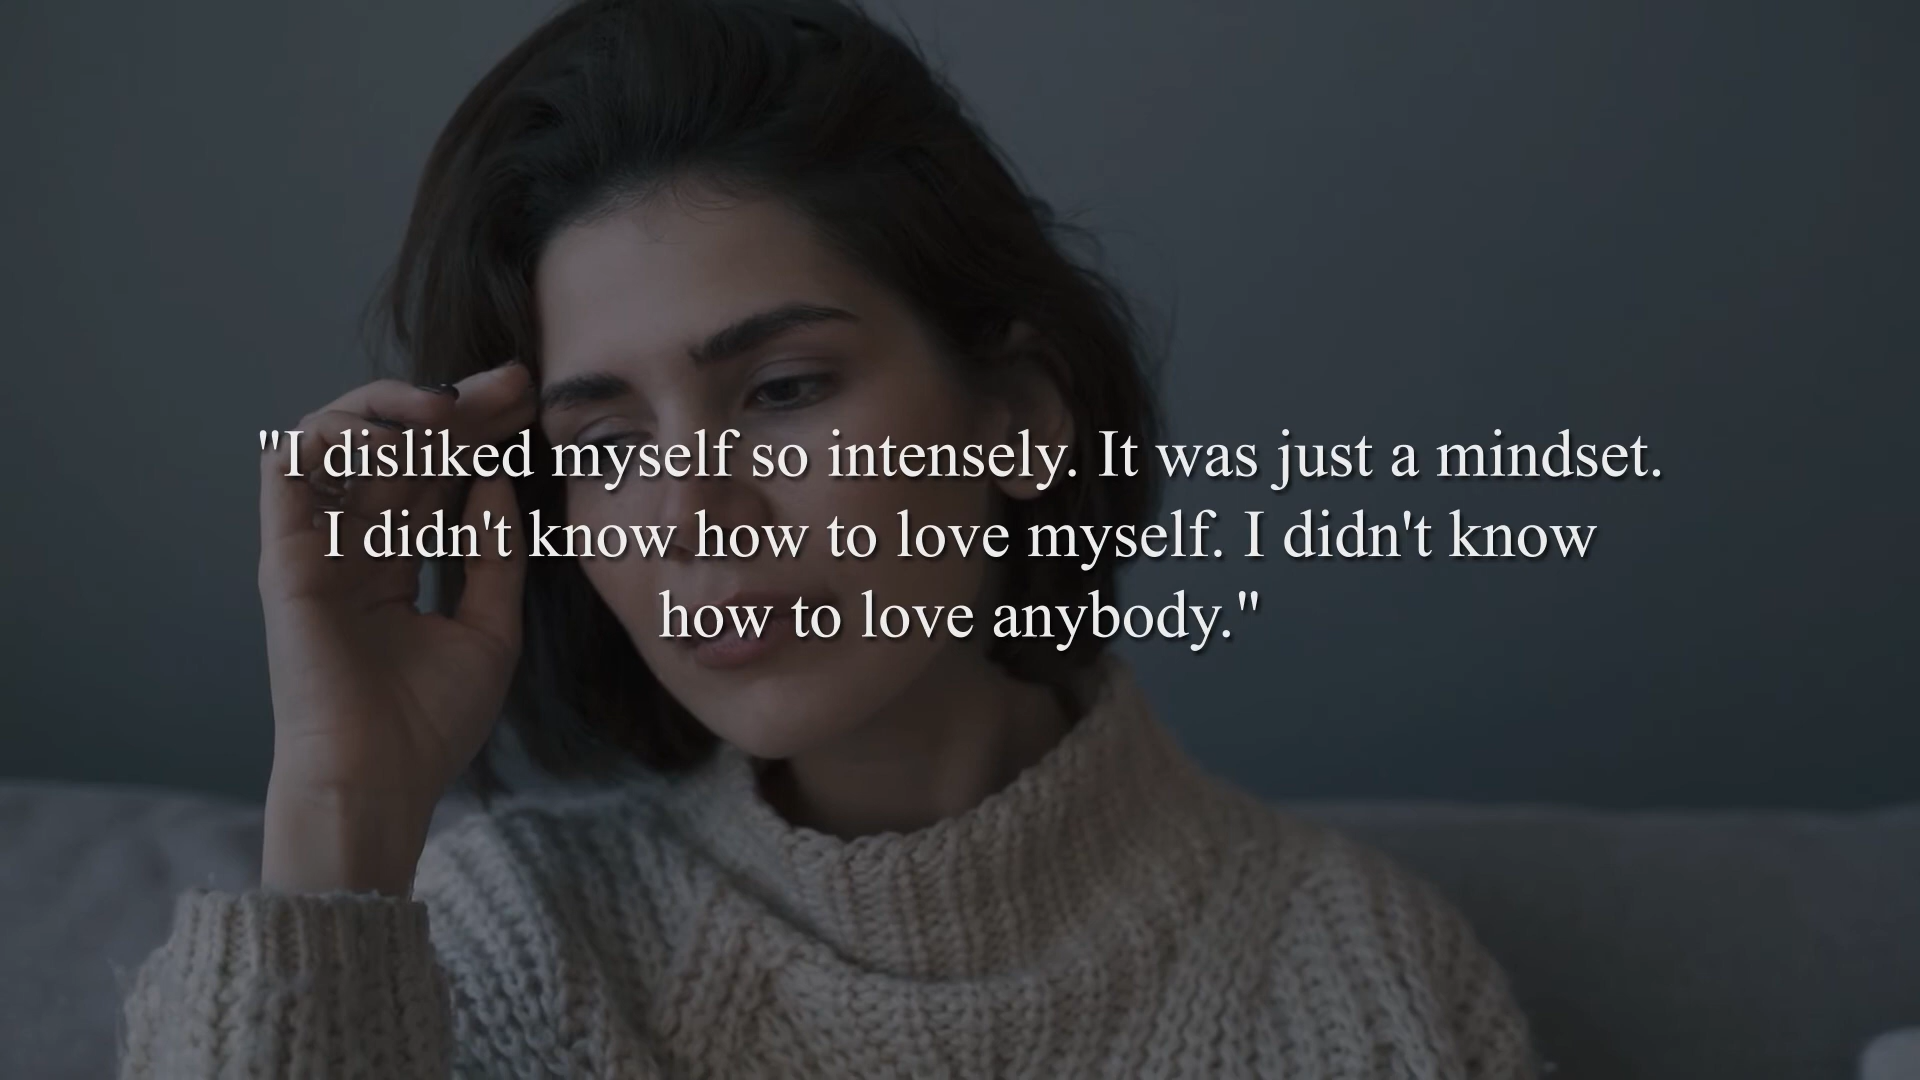 "I disliked myself so intensely. It was just a mindset.
I didn't know how to love myself. I didn't know
how to love anybody."